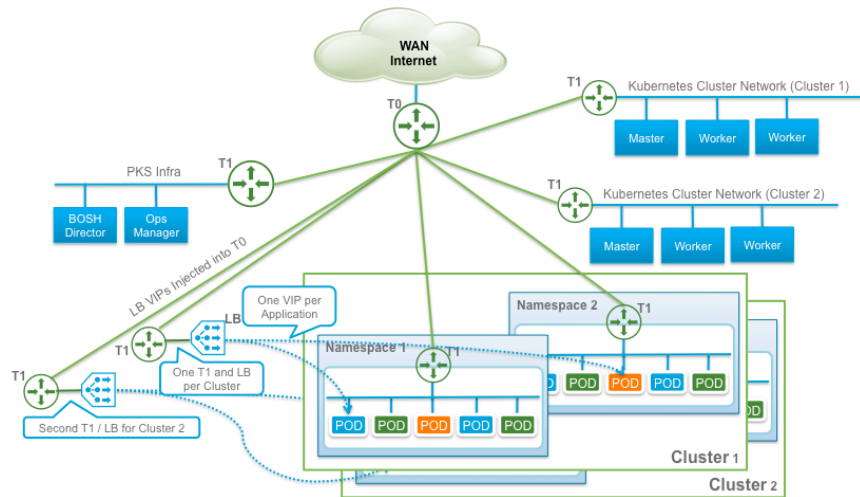 WAN
Internet
T0
T1
Kubernetes Cluster Network (Cluster 1)
Master
Worker
Worker
PKS Infra
T1
BOSH
Director
Ops
Manager
T1
Kubernetes Cluster Network (Cluster 2)
Master
Worker
Worker
LB VIPs Injected into T0
One VIP per
Application
LB
T1
One T1 and LB
per Cluster
T1
Second T1 / LB for Cluster 2
Namespace 1
T1
POD
POD
POD
POD
POD
Namespace 2
T1
POD
POD
POD
POD
POD
Cluster 1
Cluster 2